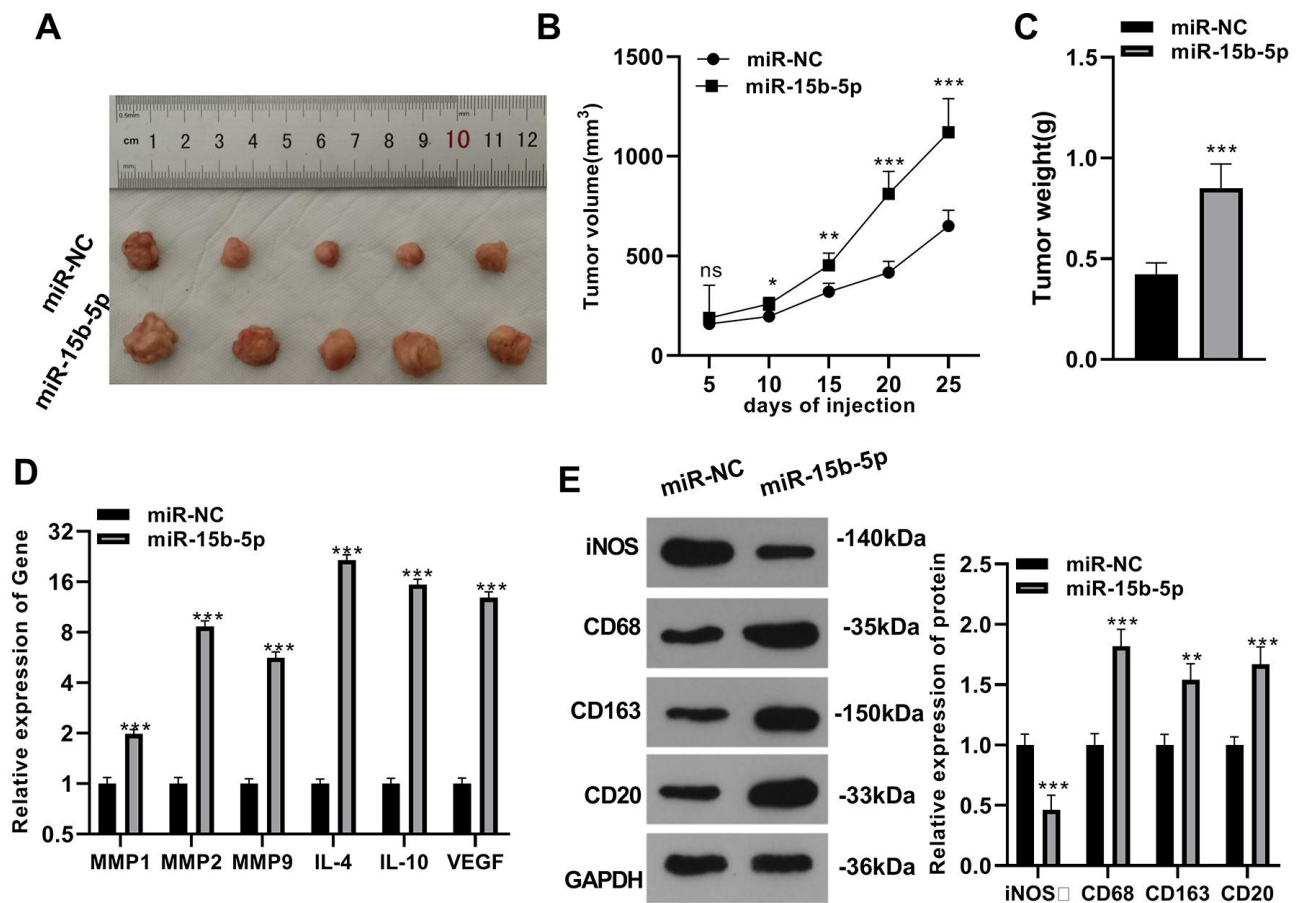 A
0.5mm
mm
cm 1 2 3 4 5 6 7 8 9 10 11 12
mm
miR-NC
miR-15b-5p
B
miR-NC
miR-15b-5p
Tumor volume(mm³)
1500
1000
500
0
ns
*
**
***
***
5 10 15 20 25
days of injection
C
miR-NC
miR-15b-5p
Tumor weight(g)
1.5
1.0
0.5
0.0
***
D
miR-NC
miR-15b-5p
Relative expression of Gene
32
16
8
4
2
1
0.5
*** *** *** *** *** ***
MMP1 MMP2 MMP9 IL-4 IL-10 VEGF
E
miR-NC miR-15b-5p
iNOS -140kDa
CD68 -35kDa
CD163 -150kDa
CD20 -33kDa
GAPDH -36kDa
miR-NC
miR-15b-5p
Relative expression of protein
2.5
2.0
1.5
1.0
0.5
0.0
*** *** ** ***
iNOS□ CD68 CD163 CD20